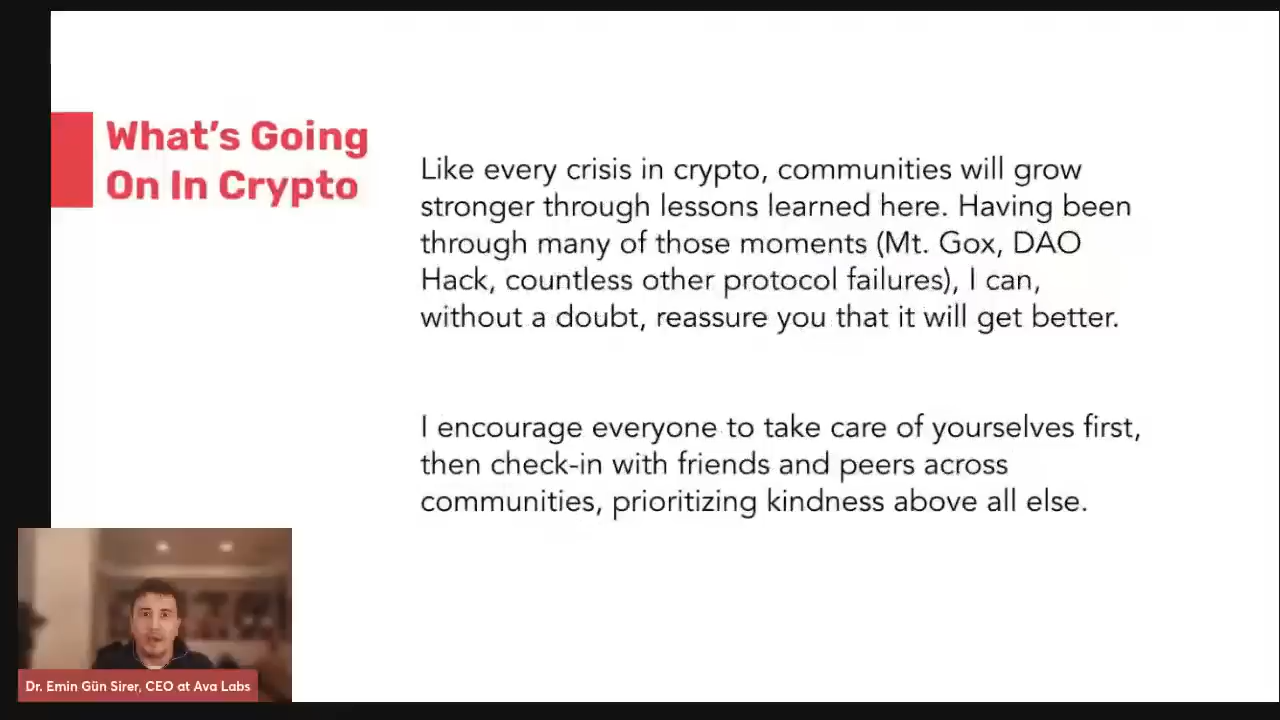 What's Going
On In Crypto
Like every crisis in crypto, communities will grow
stronger through lessons learned here. Having been
through many of those moments (Mt. Gox, DAO
Hack, countless other protocol failures), I can,
without a doubt, reassure you that it will get better.
I encourage everyone to take care of yourselves first,
then check-in with friends and peers across
communities, prioritizing kindness above all else.
Dr. Emin Gün Sirer, CEO at Ava Labs